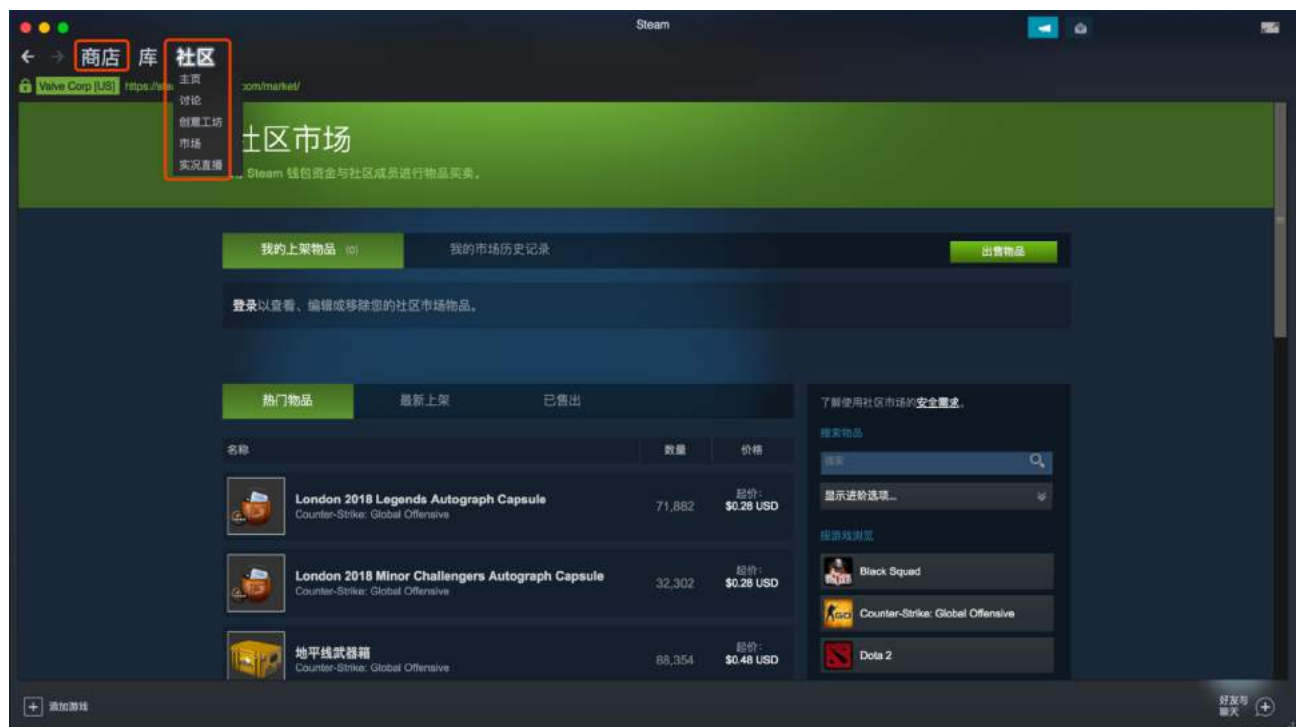 Steam
商店 库 社区
Valve Corp [US] https://ste com/market/
主页
讨论
创意工坊
市场
实况直播
社区市场
Steam 钱包资金与社区成员进行物品买卖。
我的上架物品 (0) 我的市场历史记录 出售物品
登录以查看、编辑或移除您的社区市场物品。
热门物品 最新上架 已售出
了解使用社区市场的安全需求。
搜索物品
名称 数量 价格
搜索
London 2018 Legends Autograph Capsule
Counter-Strike: Global Offensive
71,882
起价:
$0.28 USD
显示进阶选项...
按游戏浏览
London 2018 Minor Challengers Autograph Capsule
Counter-Strike: Global Offensive
32,302
起价:
$0.28 USD
Black Squad
GO Counter-Strike: Global Offensive
地平线武器箱
Counter-Strike: Global Offensive
88,354
起价:
$0.48 USD
Dota 2
添加游戏
好友与
聊天